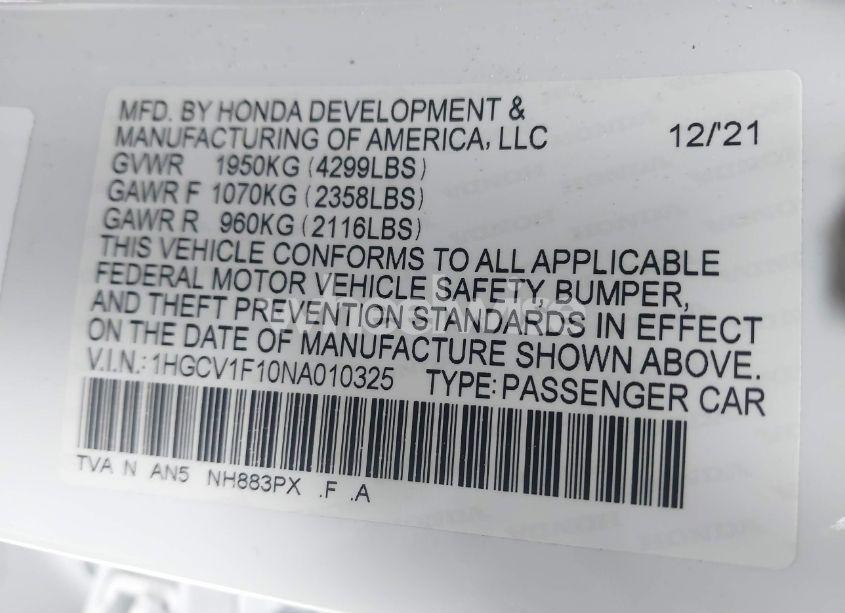 MFD. BY HONDA DEVELOPMENT &
MANUFACTURING OF AMERICA, LLC 12/'21
GVWR 1950KG (4299LBS)
GAWR F 1070KG (2358LBS)
GAWR R 960KG (2116LBS)
THIS VEHICLE CONFORMS TO ALL APPLICABLE
FEDERAL MOTOR VEHICLE SAFETY, BUMPER,
AND THEFT PREVENTION STANDARDS IN EFFECT
ON THE DATE OF MANUFACTURE SHOWN ABOVE.
V.I.N.: 1HGCV1F10NA010325 TYPE: PASSENGER CAR
TVA N AN5 NH883PX .F .A